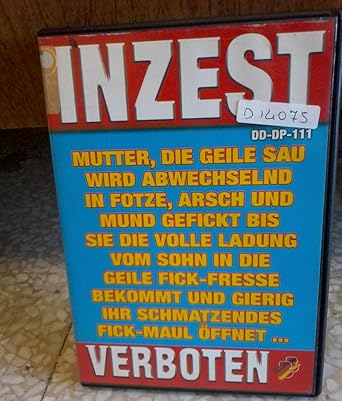 INZEST
D 14075
DD-DP-111
MUTTER, DIE GEILE SAU
WIRD ABWECHSELND
IN FOTZE, ARSCH UND
MUND GEFICKT BIS
SIE DIE VOLLE LADUNG
VOM SOHN IN DIE
GEILE FICK-FRESSE
BEKOMMT UND GIERIG
IHR SCHMATZENDES
FICK-MAUL ÖFFNET ...
VERBOTEN